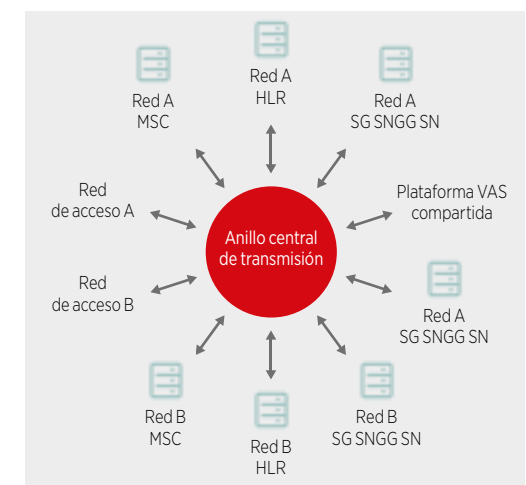 Red A
HLR
Red A
MSC
Red A
SG SNGG SN
Red
de acceso A
Plataforma VAS
compartida
Anillo central
de transmisión
Red
de acceso B
Red A
SG SNGG SN
Red B
MSC
Red B
SG SNGG SN
Red B
HLR